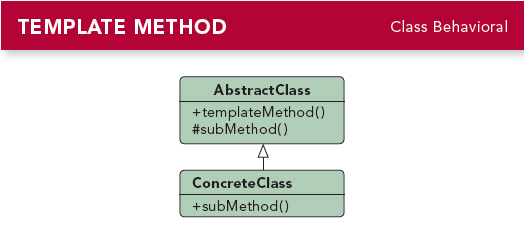 TEMPLATE METHOD
Class Behavioral
AbstractClass
+templateMethod()
#subMethod()
ConcreteClass
+subMethod()